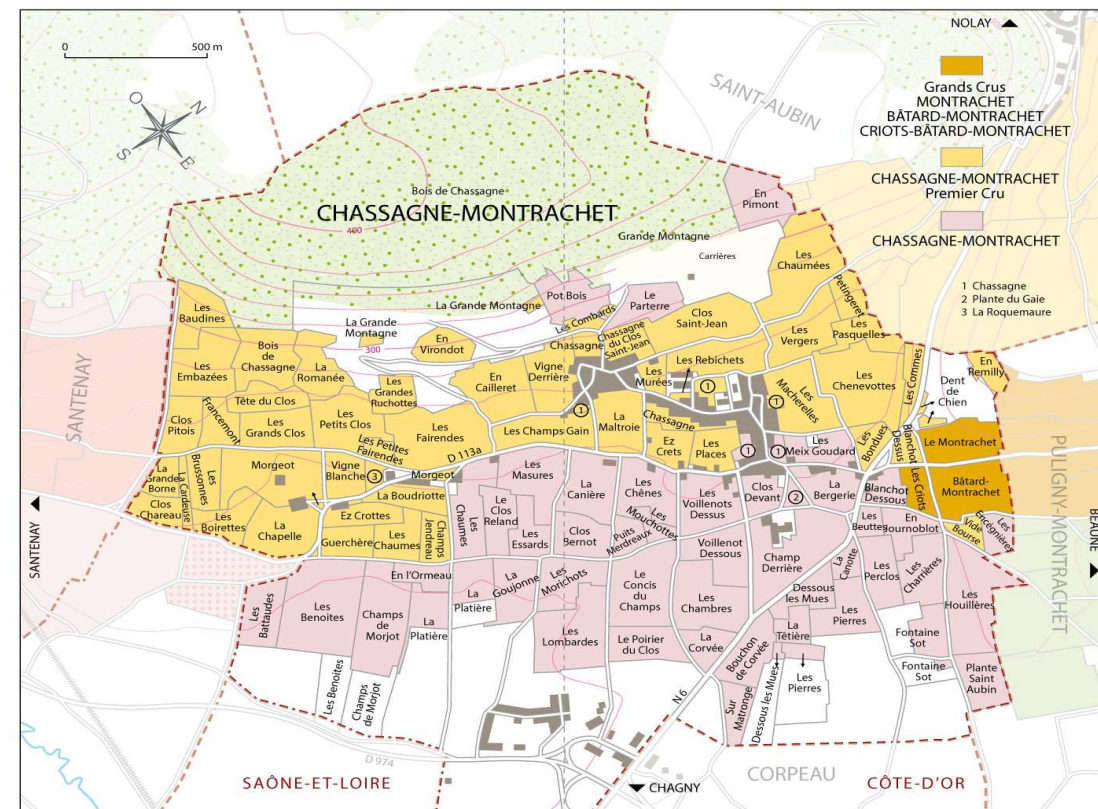 NOLAY
0 500 m
O
N
S
E
SAINT-AUBIN
Grands Crus
MONTRACHET
BÂTARD-MONTRACHET
CRIOTS-BÂTARD-MONTRACHET
CHASSAGNE-MONTRACHET
Premier Cru
CHASSAGNE-MONTRACHET
1 Chassagne
2 Plante du Gaie
3 La Roquemaure
Bois de Chassagne
CHASSAGNE-MONTRACHET
400
En
Pimont
Grande Montagne
Carrières
Les
Chaumées
Petingeret
Les
Baudines
La Grande Montagne
Pot Bois
Le
Parterre
La Grande
Montagne
300
Les Combards
Clos
Saint-Jean
Chassagne
du Clos
Saint-Jean
Les
Vergers
Les
Pasquelles
En
Virondot
Chassagne
Bois
de
Chassagne
La
Romanée
Les Embazées
Les
Grandes
Ruchottes
En
Cailleret
Vigne
Derrière
Les
Murées
Les Rebichets
1
1
Les
Macherelles
Les
Chenevottes
Les Commes
En
Remilly
Dent
de
Chien
SANTENAY
Clos
Pitois
Francemont
Tête du Clos
Les
Grands Clos
Les
Petits Clos
Les Petites
Fairendes
Les
Fairendes
1
Les Champs Gain
La
Maltroie
Chassagne
Ez
Crets
Les
Places
1
1
Les
Meix Goudard
Les
Bondues
Blanchot
Dessus
Le Montrachet
D 113a
La
Grande
Borne
La Cardeuse
Les
Brussonnes
Morgeot
Vigne
Blanche
3
Morgeot
Les
Masures
La
Canière
Les
Chênes
Les
Voillenots
Dessus
Clos
Devant
2
La
Bergerie
Blanchot
Dessous
Les Criots
Bâtard-
Montrachet
Clos
Chareau
Les
Boirettes
La
Chapelle
La Boudriotte
Ez Crottes
Guerchère
Les
Chaumes
Champs
Jendreau
Les
Chaumes
Le
Clos
Reland
Les
Essards
Clos
Bernot
Puits
Merdreaux
Les
Mouchottes
Voillenot
Dessous
Champ
Derrière
Les
Beuttes
En
Journoblot
Vide
Bourse
Les
Encégnières
PULIGNY-MONTRACHET
BEAUNE
SANTENAY
Les
Battaudes
Les
Benoites
En l'Ormeau
Champs
de
Morjot
La
Platière
La
Platière
La
Goujonne
Les
Morichots
Les
Lombardes
Le
Concis
du
Champs
Le Poirier
du Clos
Les
Chambres
La
Corvée
Dessous
les Mues
La
Canotte
Les
Perclos
Les
Charrières
Les
Pierres
La
Têtière
Bouchon
de Corvée
Les
Houillères
Fontaine
Sot
Fontaine
Sot
Plante
Saint
Aubin
Les Benoites
Champs
de Morjot
Sur
Matronge
Dessous les Mues
Les
Pierres
N6
D 974
SAÔNE-ET-LOIRE
CHAGNY
CORPEAU
CÔTE-D'OR